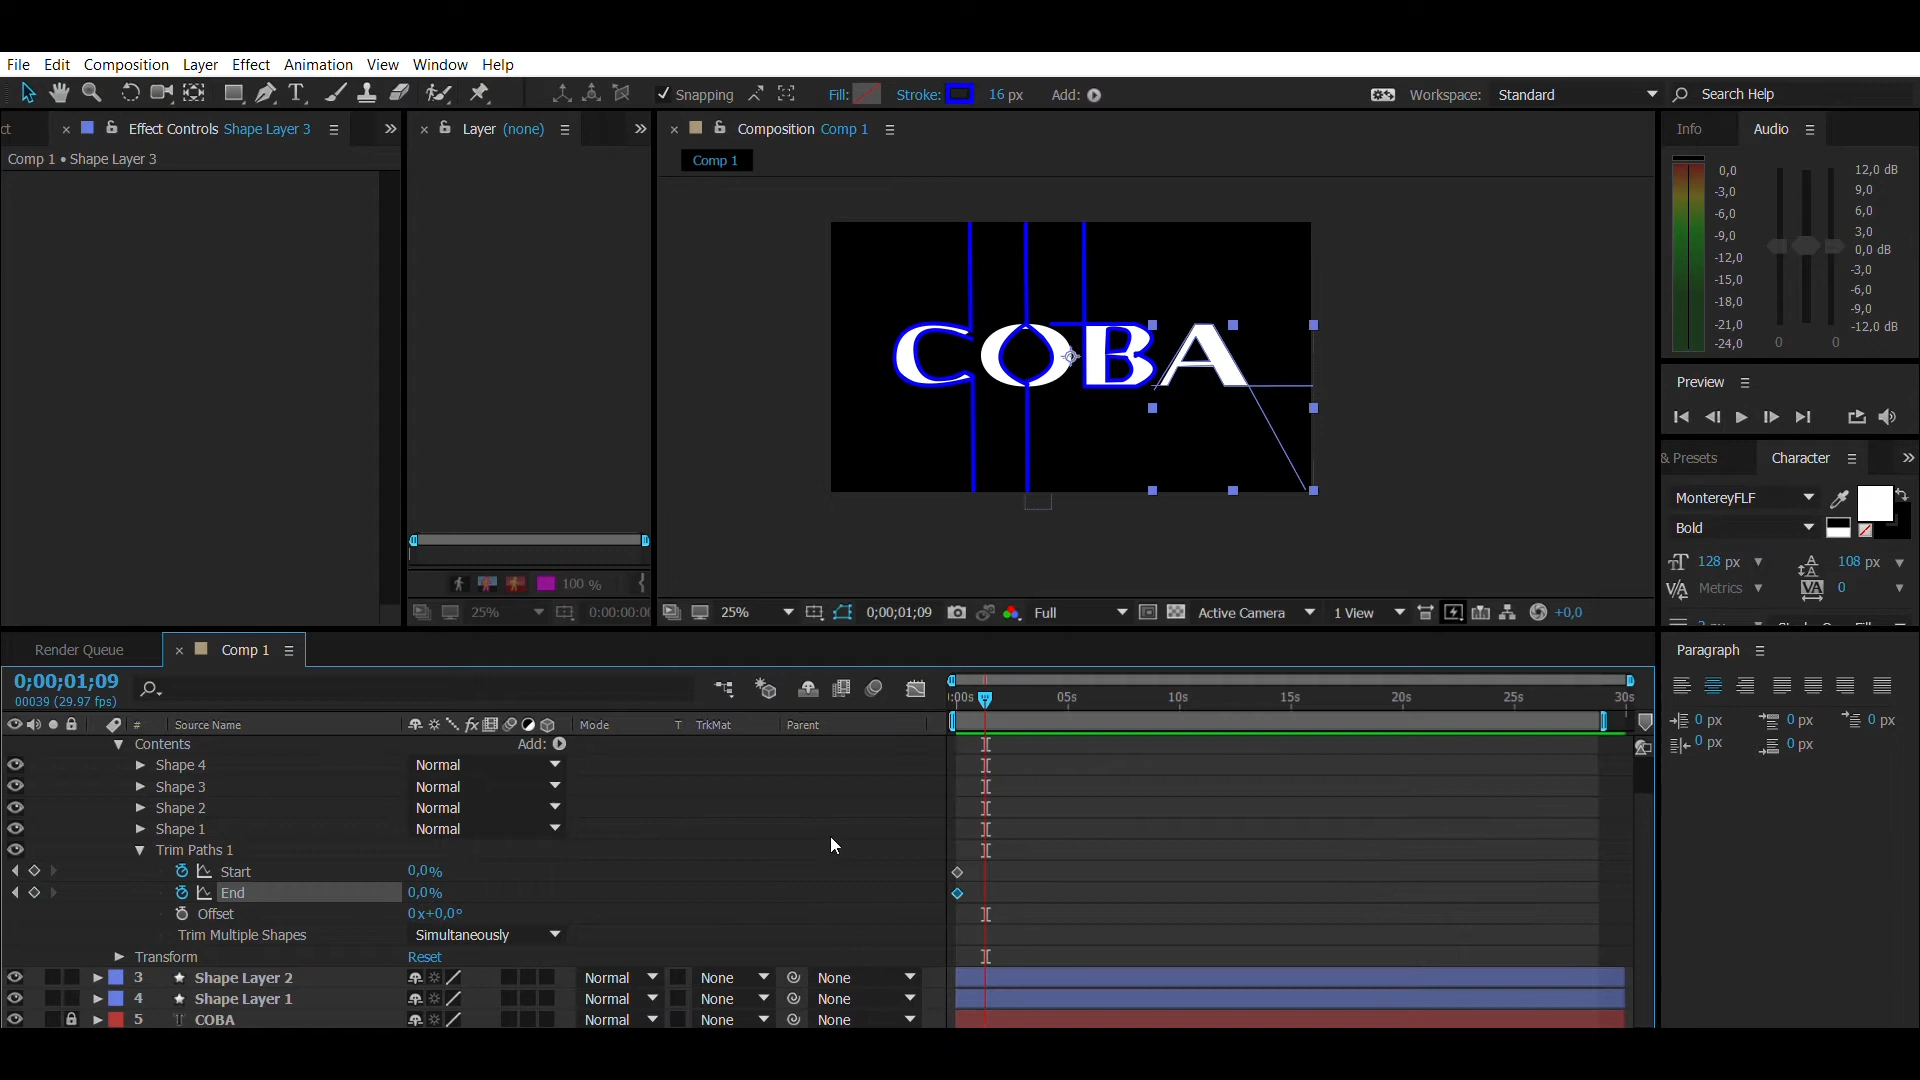 File Edit Composition Layer Effect Animation View Window Help
Snapping Fill: Stroke: 16 px Add: Workspace: Standard Search Help
ct Effect Controls Shape Layer 3 Layer (none) Composition Comp 1 Info Audio
Comp 1 • Shape Layer 3
Comp 1
0,0 12,0 dB
-3,0 9,0
-6,0 6,0
-9,0 3,0
-12,0 0,0 dB
-15,0 -3,0
-18,0 -6,0
-21,0 -9,0
-24,0 -12,0 dB
0 0
COBA
Preview
& Presets Character
MontereyFLF
Bold
128 px 108 px
Metrics 0
100 %
25% 0:00:00:00 25% 0;00;01;09 Full Active Camera 1 View +0,0
Render Queue Comp 1 Paragraph
0;00;01;09
00039 (29.97 fps)
:00s 05s 10s 15s 20s 25s 30s
# Source Name Mode T TrkMat Parent
0 px 0 px 0 px
0 px 0 px
Contents Add:
Shape 4 Normal
Shape 3 Normal
Shape 2 Normal
Shape 1 Normal
Trim Paths 1
Start 0,0%
End 0,0%
Offset 0x+0,0°
Trim Multiple Shapes Simultaneously
Transform Reset
3 Shape Layer 2 Normal None None
4 Shape Layer 1 Normal None None
5 COBA Normal None None